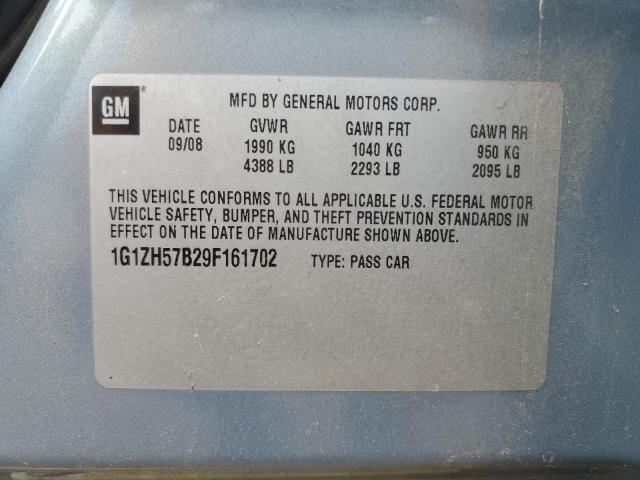 GM®
MFD BY GENERAL MOTORS CORP.
DATE GVWR GAWR FRT GAWR RR
09/08 1990 KG 1040 KG 950 KG
4388 LB 2293 LB 2095 LB
THIS VEHICLE CONFORMS TO ALL APPLICABLE U.S. FEDERAL MOTOR
VEHICLE SAFETY, BUMPER, AND THEFT PREVENTION STANDARDS IN
EFFECT ON THE DATE OF MANUFACTURE SHOWN ABOVE.
1G1ZH57B29F161702 TYPE: PASS CAR